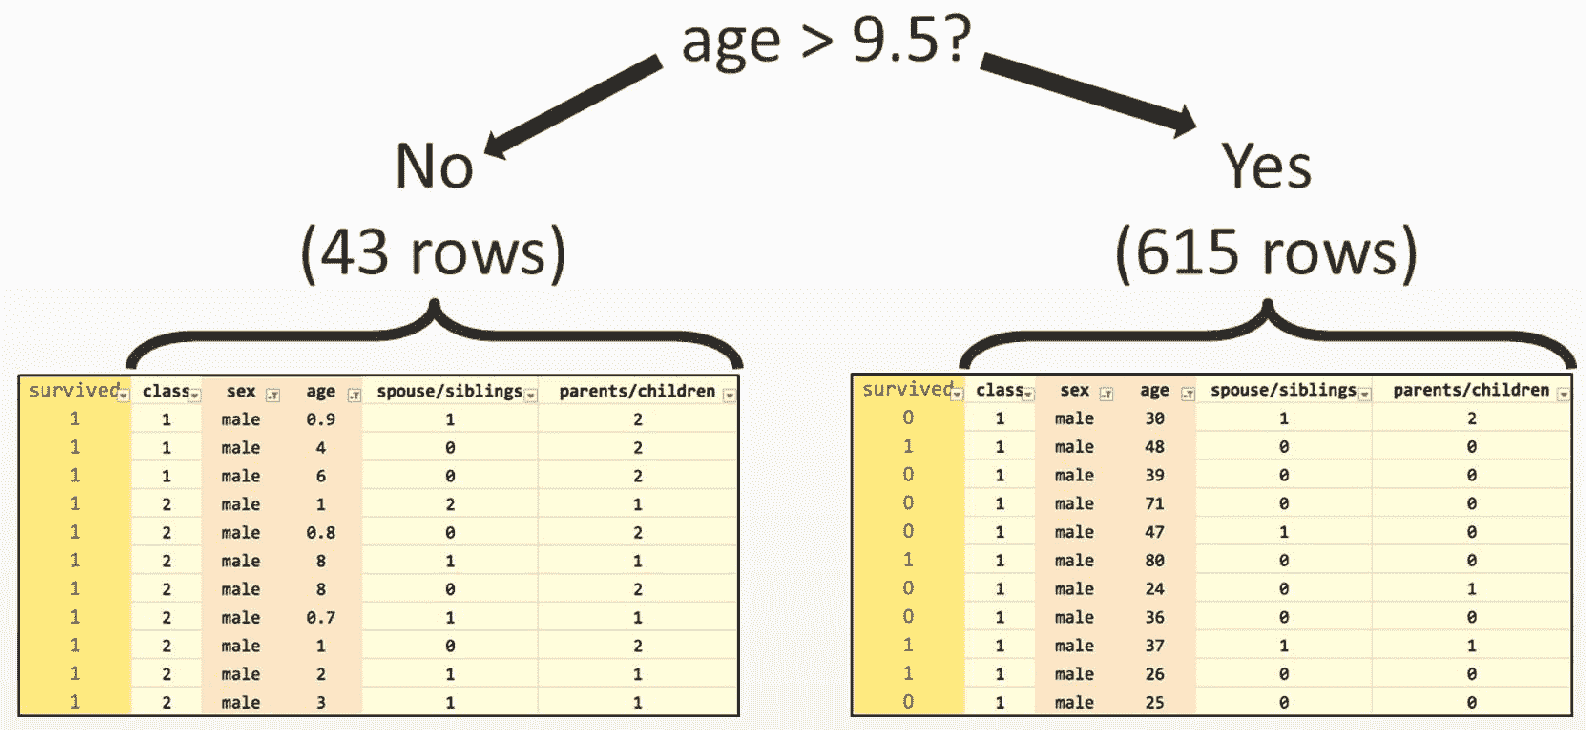 age > 9.5?
No
Yes
(43 rows)
(615 rows)
survived class sex age spouse/siblings parents/children
1 1 male 0.9 1 2
1 1 male 4 0 2
1 1 male 6 0 2
1 2 male 1 2 1
1 2 male 0.8 0 2
1 2 male 8 1 1
1 2 male 8 0 2
1 2 male 0.7 1 1
1 2 male 1 0 2
1 2 male 2 1 1
1 2 male 3 1 1
survived class sex age spouse/siblings parents/children
0 1 male 30 1 2
1 1 male 48 0 0
0 1 male 39 0 0
0 1 male 71 0 0
0 1 male 47 1 0
1 1 male 80 0 0
0 1 male 24 0 1
0 1 male 36 0 0
1 1 male 37 1 1
1 1 male 26 0 0
0 1 male 25 0 0